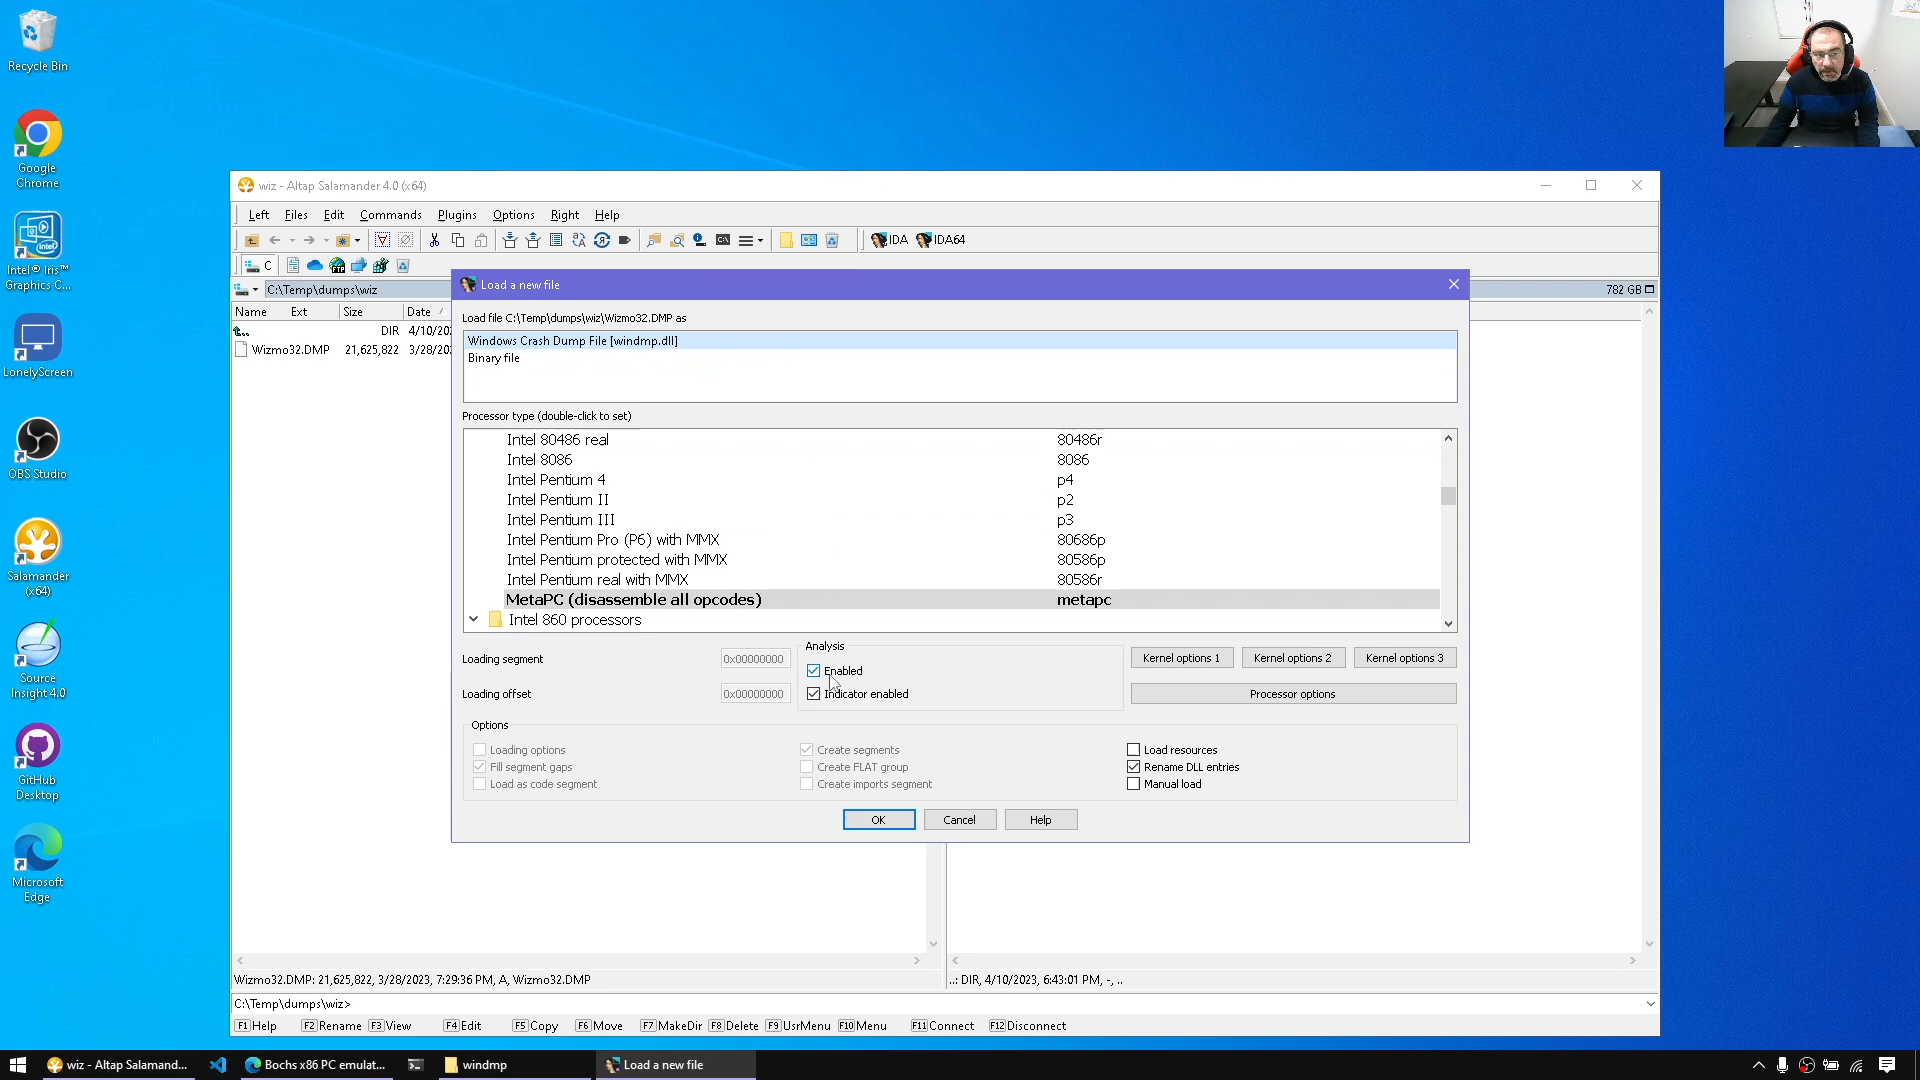 Recycle Bin
Google
Chrome
Intel® Iris™
Graphics C...
LonelyScreen
OBS Studio
Salamander
(x64)
Source
Insight 4.0
GitHub
Desktop
Microsoft
Edge
wiz - Altap Salamander 4.0 (x64)
Left Files Edit Commands Plugins Options Right Help
IDA IDA64
C
C:\Temp\dumps\wiz
782 GB
Name Ext Size Date
.. DIR 4/10/202
Wizmo32.DMP 21,625,822 3/28/202
Load a new file
Load file C:\Temp\dumps\wiz\Wizmo32.DMP as
Windows Crash Dump File [windmp.dll]
Binary file
Processor type (double-click to set)
Intel 80486 real 80486r
Intel 8086 8086
Intel Pentium 4 p4
Intel Pentium II p2
Intel Pentium III p3
Intel Pentium Pro (P6) with MMX 80686p
Intel Pentium protected with MMX 80586p
Intel Pentium real with MMX 80586r
MetaPC (disassemble all opcodes) metapc
Intel 860 processors
Loading segment 0x00000000
Loading offset 0x00000000
Analysis
Enabled
Indicator enabled
Kernel options 1 Kernel options 2 Kernel options 3
Processor options
Options
Loading options Create segments Load resources
Fill segment gaps Create FLAT group Rename DLL entries
Load as code segment Create imports segment Manual load
OK Cancel Help
Wizmo32.DMP: 21,625,822, 3/28/2023, 7:29:36 PM, A, Wizmo32.DMP
..: DIR, 4/10/2023, 6:43:01 PM, -, ..
C:\Temp\dumps\wiz>
F1 Help F2 Rename F3 View F4 Edit F5 Copy F6 Move F7 MakeDir F8 Delete F9 UsrMenu F10 Menu F11 Connect F12 Disconnect
wiz - Altap Salamand... Bochs x86 PC emulat... windmp Load a new file